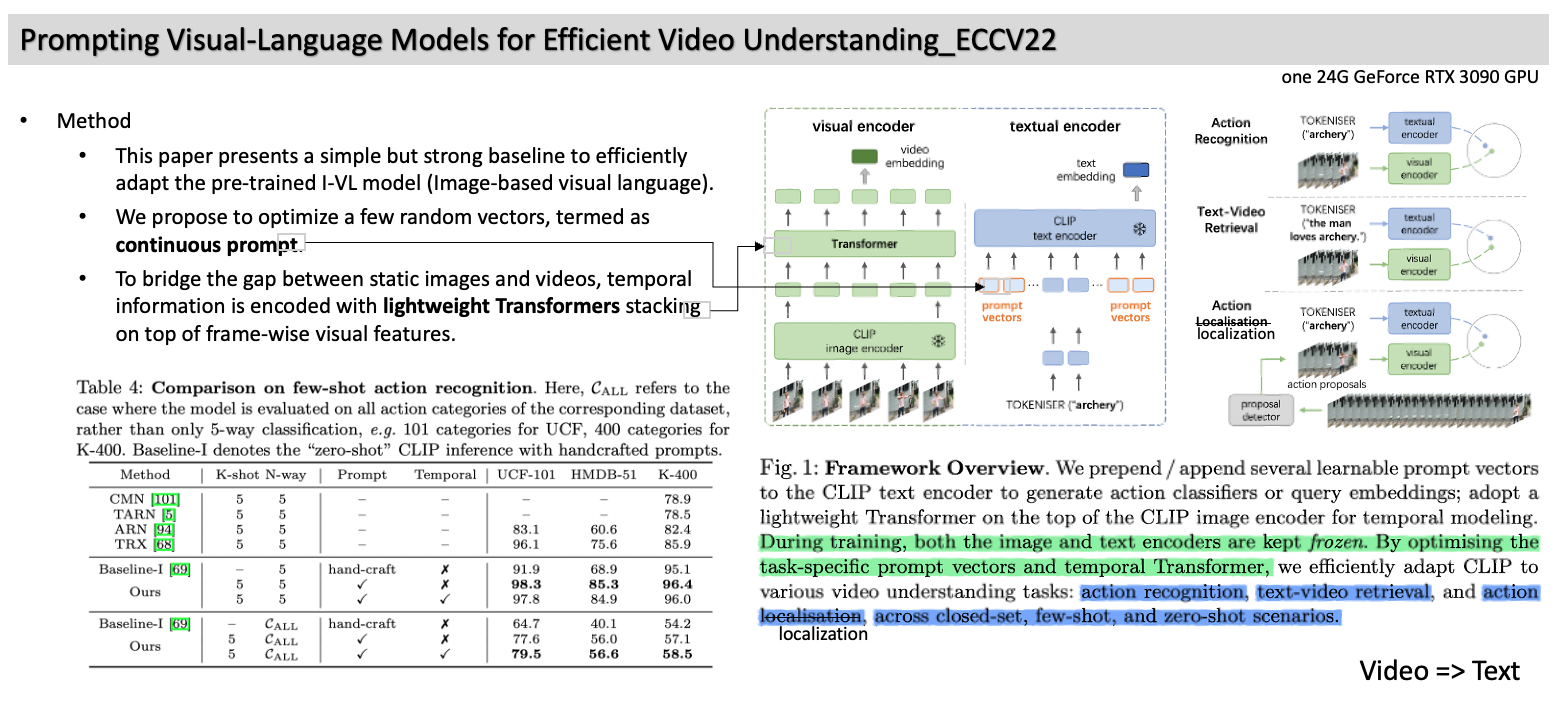 Prompting Visual-Language Models for Efficient Video Understanding_ECCV22
one 24G GeForce RTX 3090 GPU
• Method
• This paper presents a simple but strong baseline to efficiently
adapt the pre-trained I-VL model (Image-based visual language).
• We propose to optimize a few random vectors, termed as
continuous prompt.
• To bridge the gap between static images and videos, temporal
information is encoded with lightweight Transformers stacking
on top of frame-wise visual features.
Table 4: Comparison on few-shot action recognition. Here, C_ALL refers to the
case where the model is evaluated on all action categories of the corresponding dataset,
rather than only 5-way classification, e.g. 101 categories for UCF, 400 categories for
K-400. Baseline-I denotes the “zero-shot” CLIP inference with handcrafted prompts.
Method K-shot N-way Prompt Temporal UCF-101 HMDB-51 K-400
CMN [101] 5 5 – – – – 78.9
TARN [5] 5 5 – – – – 78.5
ARN [94] 5 5 – – 83.1 60.6 82.4
TRX [68] 5 5 – – 96.1 75.6 85.9
Baseline-I [69] – 5 hand-craft ✗ 91.9 68.9 95.1
Ours
5 5 ✓ ✗ 98.3 85.3 96.4
5 5 ✓ ✓ 97.8 84.9 96.0
Baseline-I [69] – C_ALL hand-craft ✗ 64.7 40.1 54.2
Ours
5 C_ALL ✓ ✗ 77.6 56.0 57.1
5 C_ALL ✓ ✓ 79.5 56.6 58.5
visual encoder
video
embedding
Transformer
CLIP
image encoder
textual encoder
text
embedding
CLIP
text encoder
... ...
prompt
vectors
prompt
vectors
TOKENISER ("archery")
Action
Recognition
TOKENISER
("archery")
textual
encoder
visual
encoder
Text-Video
Retrieval
TOKENISER
("the man
loves archery.")
textual
encoder
visual
encoder
Action
Localisation
localization
TOKENISER
("archery")
textual
encoder
visual
encoder
action proposals
proposal
detector
Fig. 1: Framework Overview. We prepend / append several learnable prompt vectors
to the CLIP text encoder to generate action classifiers or query embeddings; adopt a
lightweight Transformer on the top of the CLIP image encoder for temporal modeling.
During training, both the image and text encoders are kept frozen. By optimising the
task-specific prompt vectors and temporal Transformer, we efficiently adapt CLIP to
various video understanding tasks: action recognition, text-video retrieval, and action
localisation, across closed-set, few-shot, and zero-shot scenarios.
localization
Video => Text